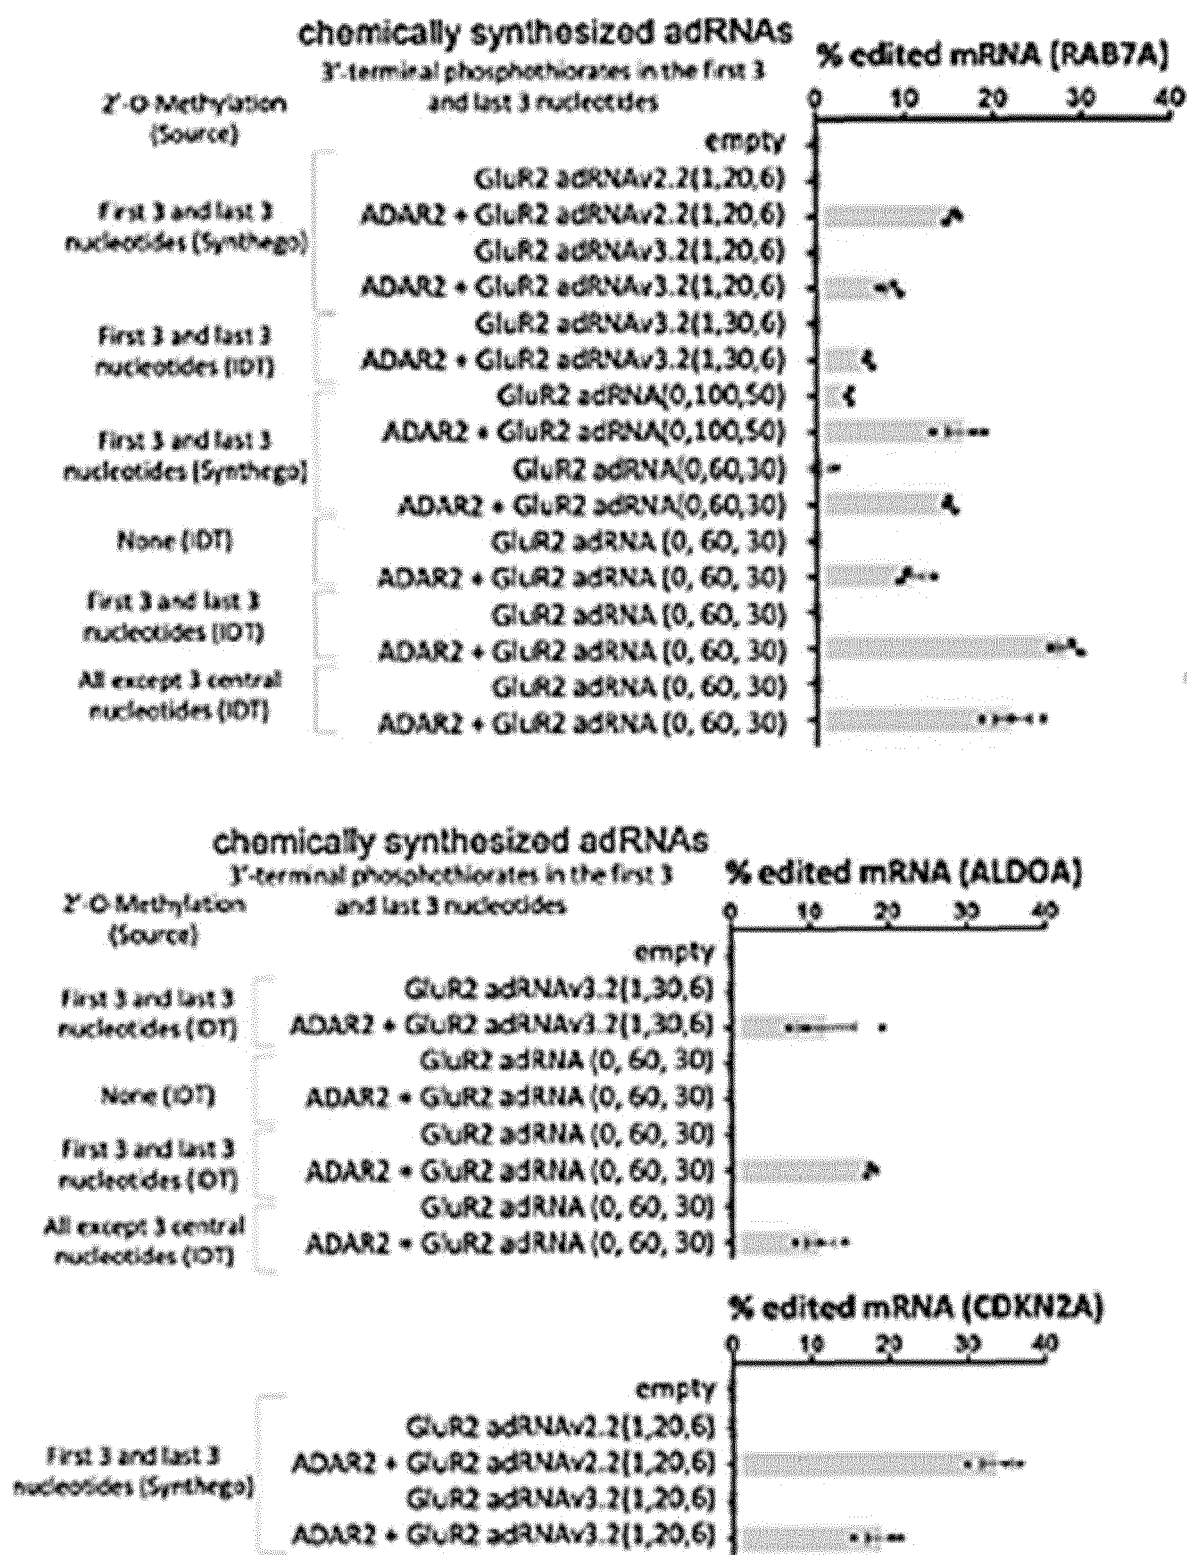 chemically synthesized adRNAs
3'-terminal phosphothiorates in the first 3
and last 3 nucleotides
2'-O-Methylation
(Source)
% edited mRNA (RAB7A)
0 10 20 30 40
empty
First 3 and last 3
nucleotides (Synthego)
GluR2 adRNAv2.2(1,20,6)
ADAR2 + GluR2 adRNAv2.2(1,20,6)
GluR2 adRNAv3.2(1,20,6)
ADAR2 + GluR2 adRNAv3.2(1,20,6)
First 3 and last 3
nucleotides (IDT)
GluR2 adRNAv3.2(1,30,6)
ADAR2 + GluR2 adRNAv3.2(1,30,6)
First 3 and last 3
nucleotides (Synthego)
GluR2 adRNA(0,100,50)
ADAR2 + GluR2 adRNA(0,100,50)
GluR2 adRNA(0,60,30)
ADAR2 + GluR2 adRNA(0,60,30)
None (IDT)
GluR2 adRNA (0, 60, 30)
ADAR2 + GluR2 adRNA (0, 60, 30)
First 3 and last 3
nucleotides (IDT)
GluR2 adRNA (0, 60, 30)
ADAR2 + GluR2 adRNA (0, 60, 30)
All except 3 central
nucleotides (IDT)
GluR2 adRNA (0, 60, 30)
ADAR2 + GluR2 adRNA (0, 60, 30)
chemically synthesized adRNAs
3'-terminal phosphothiorates in the first 3
and last 3 nucleotides
2'-O-Methylation
(Source)
% edited mRNA (ALDOA)
0 10 20 30 40
empty
First 3 and last 3
nucleotides (IDT)
GluR2 adRNAv3.2(1,30,6)
ADAR2 + GluR2 adRNAv3.2(1,30,6)
None (IDT)
GluR2 adRNA (0, 60, 30)
ADAR2 + GluR2 adRNA (0, 60, 30)
First 3 and last 3
nucleotides (IDT)
GluR2 adRNA (0, 60, 30)
ADAR2 + GluR2 adRNA (0, 60, 30)
All except 3 central
nucleotides (IDT)
GluR2 adRNA (0, 60, 30)
ADAR2 + GluR2 adRNA (0, 60, 30)
% edited mRNA (CDKN2A)
0 10 20 30 40
empty
First 3 and last 3
nucleotides (Synthego)
GluR2 adRNAv2.2(1,20,6)
ADAR2 + GluR2 adRNAv2.2(1,20,6)
GluR2 adRNAv3.2(1,20,6)
ADAR2 + GluR2 adRNAv3.2(1,20,6)